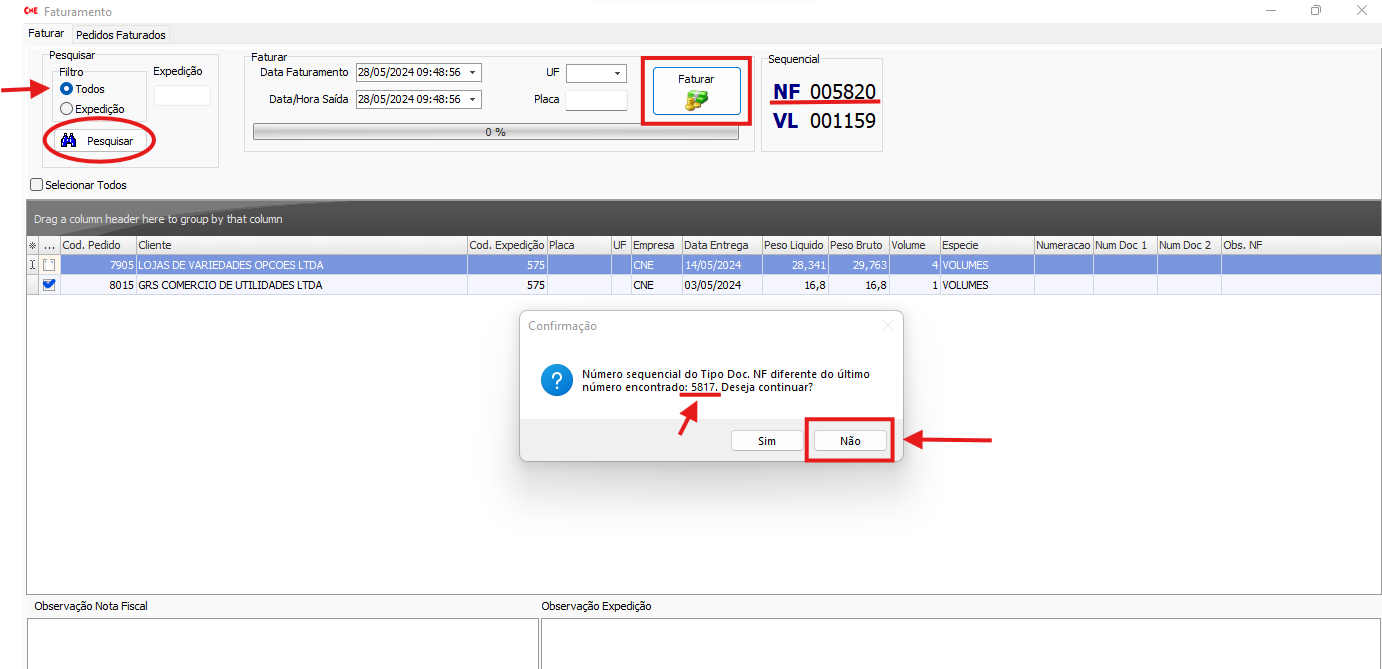 CNE Faturamento
Faturar Pedidos Faturados
Pesquisar
Filtro
Todos
Expedição
Expedição
Pesquisar
Faturar
Data Faturamento 28/05/2024 09:48:56
Data/Hora Saída 28/05/2024 09:48:56
UF
Placa
0 %
Faturar
Sequencial
NF 005820
VL 001159
Selecionar Todos
Drag a column header here to group by that column
... Cod. Pedido Cliente Cod. Expedição Placa UF Empresa Data Entrega Peso Liquido Peso Bruto Volume Especie Numeracao Num Doc 1 Num Doc 2 Obs. NF
7905 LOJAS DE VARIEDADES OPCOES LTDA 575 CNE 14/05/2024 28,341 29,763 4 VOLUMES
8015 GRS COMERCIO DE UTILIDADES LTDA 575 CNE 03/05/2024 16,8 16,8 1 VOLUMES
Confirmação
?
Número sequencial do Tipo Doc. NF diferente do último
número encontrado: 5817. Deseja continuar?
Sim Não
Observação Nota Fiscal Observação Expedição